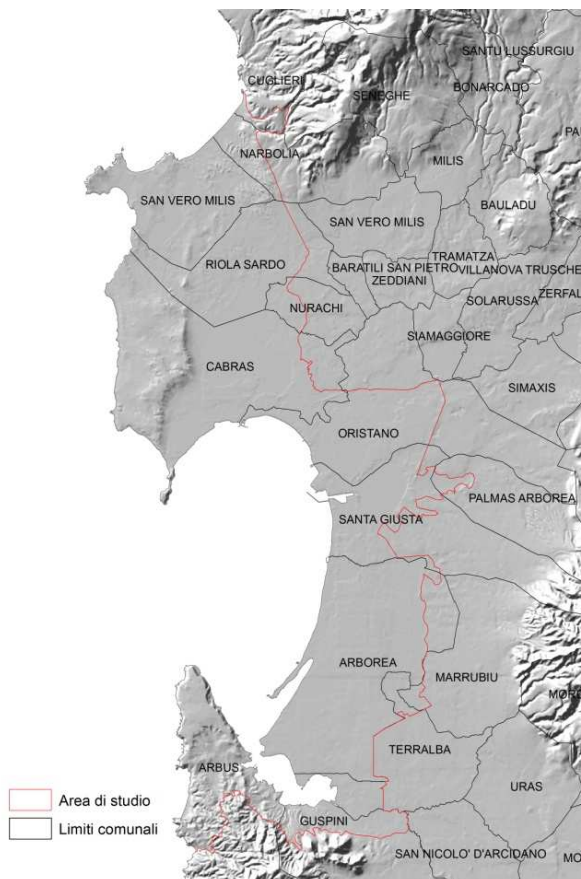 SANTU LUSSURGIU
CUGLIERI
SENEGHE
BONARCADO
NARBOLIA
MILIS
SAN VERO MILIS
SAN VERO MILIS
BAULADU
RIOLA SARDO
BARATILI SAN PIETRO
TRAMATZA
VILLANOVA TRUSCHE
ZEDDIANI
ZERFAL
SOLARUSSA
NURACHI
SIAMAGGIORE
CABRAS
SIMAXIS
ORISTANO
PALMAS ARBOREA
SANTA GIUSTA
ARBOREA
MARRUBIU
TERRALBA
ARBUS
URAS
GUSPINI
SAN NICOLO' D'ARCIDANO
Area di studio
Limiti comunali